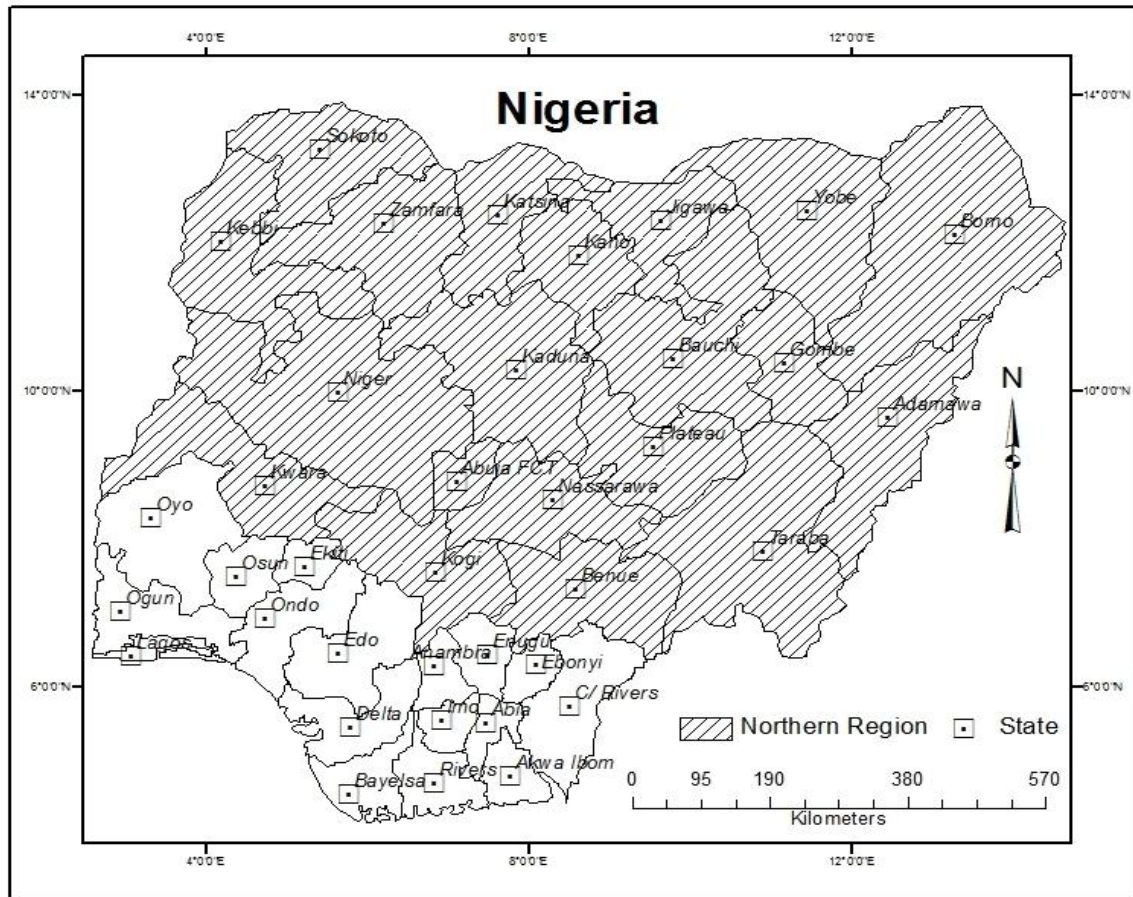 4°0'0"E 8°0'0"E 12°0'0"E
14°0'0"N 14°0'0"N
Nigeria
Sokoto
Katsina
Zamfara
Jigawa
Yobe
Kebbi
Kano
Borno
Kaduna
Bauchi
Gombe
Niger
10°0'0"N 10°0'0"N
N
Adamawa
Plateau
Kwara
Abuja FCT
Nassarawa
Oyo
Taraba
Osun
Ekiti
Kogi
Benue
Ogun
Ondo
Lagos
Edo
Anambra
Enugu
Ebonyi
6°0'0"N 6°0'0"N
C/ Rivers
Delta
Imo
Abia
Northern Region State
Bayelsa
Rivers
Akwa Ibom
0 95 190 380 570
Kilometers
4°0'0"E 8°0'0"E 12°0'0"E